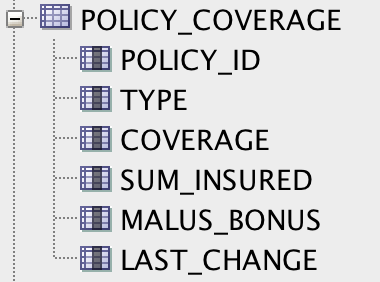 POLICY_COVERAGE
POLICY_ID
TYPE
COVERAGE
SUM_INSURED
MALUS_BONUS
LAST_CHANGE